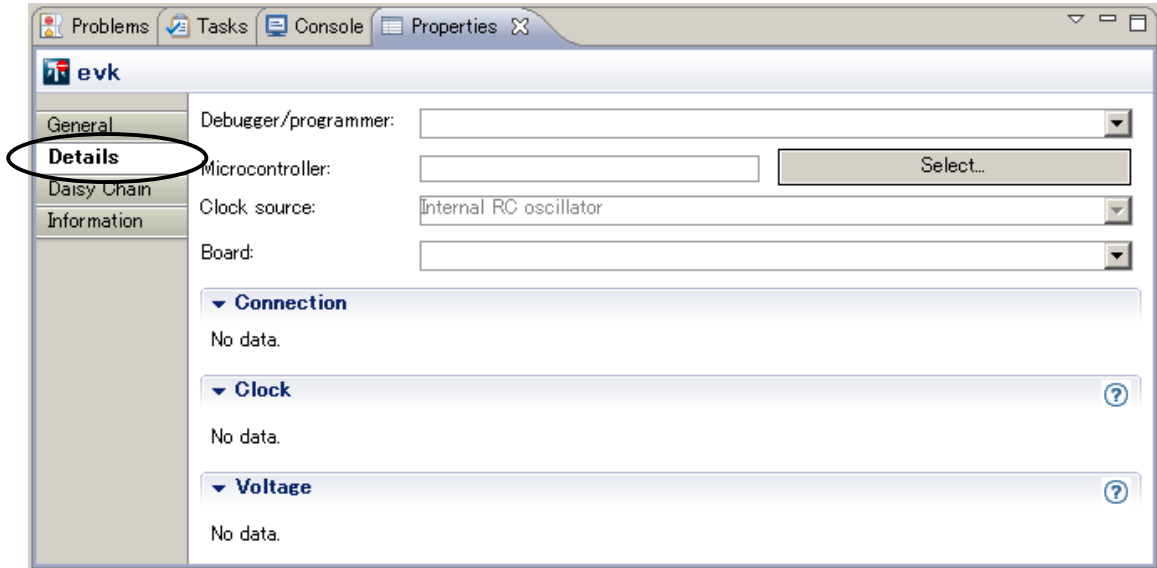 Problems Tasks Console Properties
evk
General
Details
Daisy Chain
Information
Debugger/programmer:
Microcontroller: Select...
Clock source: Internal RC oscillator
Board:
Connection
No data.
Clock
No data.
Voltage
No data.